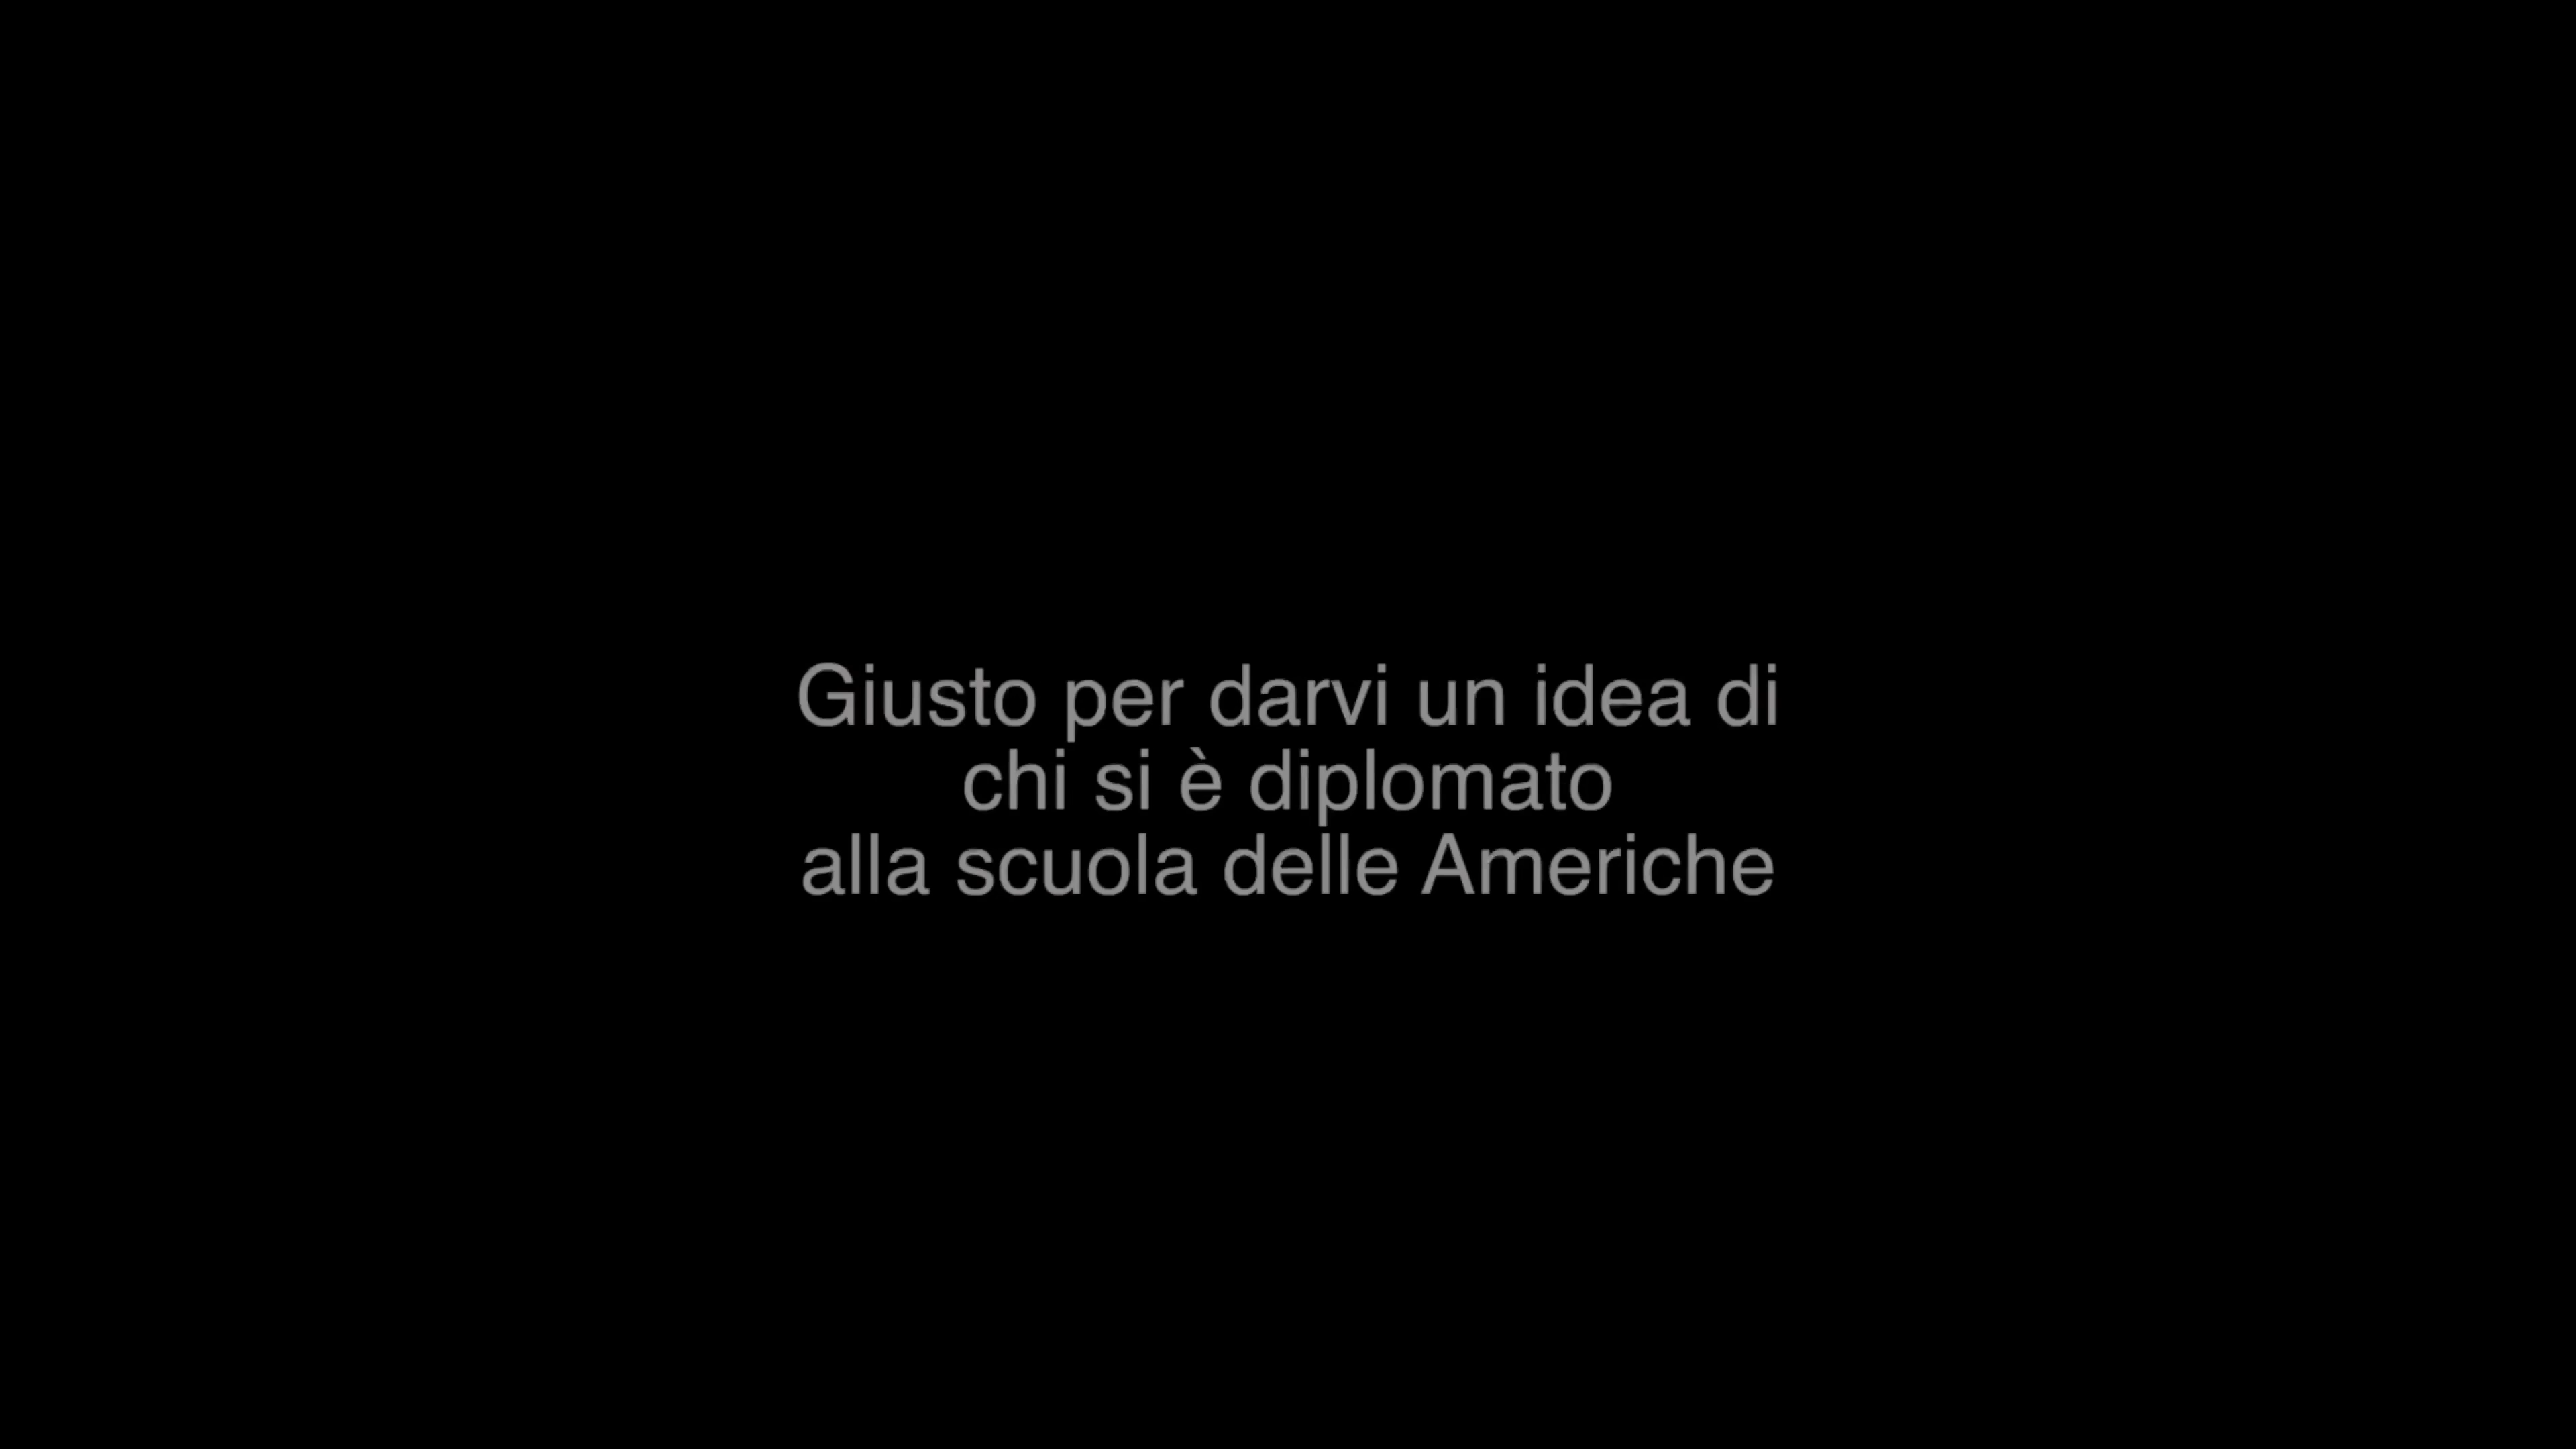 Giusto per darvi un idea di
chi si è diplomato
alla scuola delle Americhe